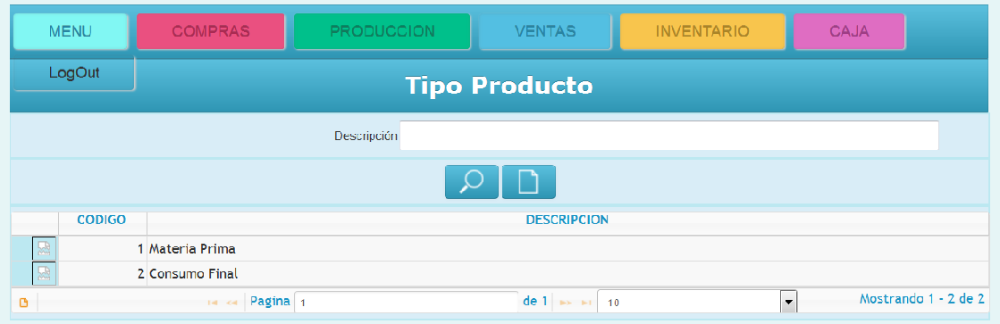 MENU COMPRAS PRODUCCION VENTAS INVENTARIO CAJA
LogOut
Tipo Producto
Descripción
CODIGO DESCRIPCION
1 Materia Prima
2 Consumo Final
Pagina 1 de 1 10 Mostrando 1 - 2 de 2